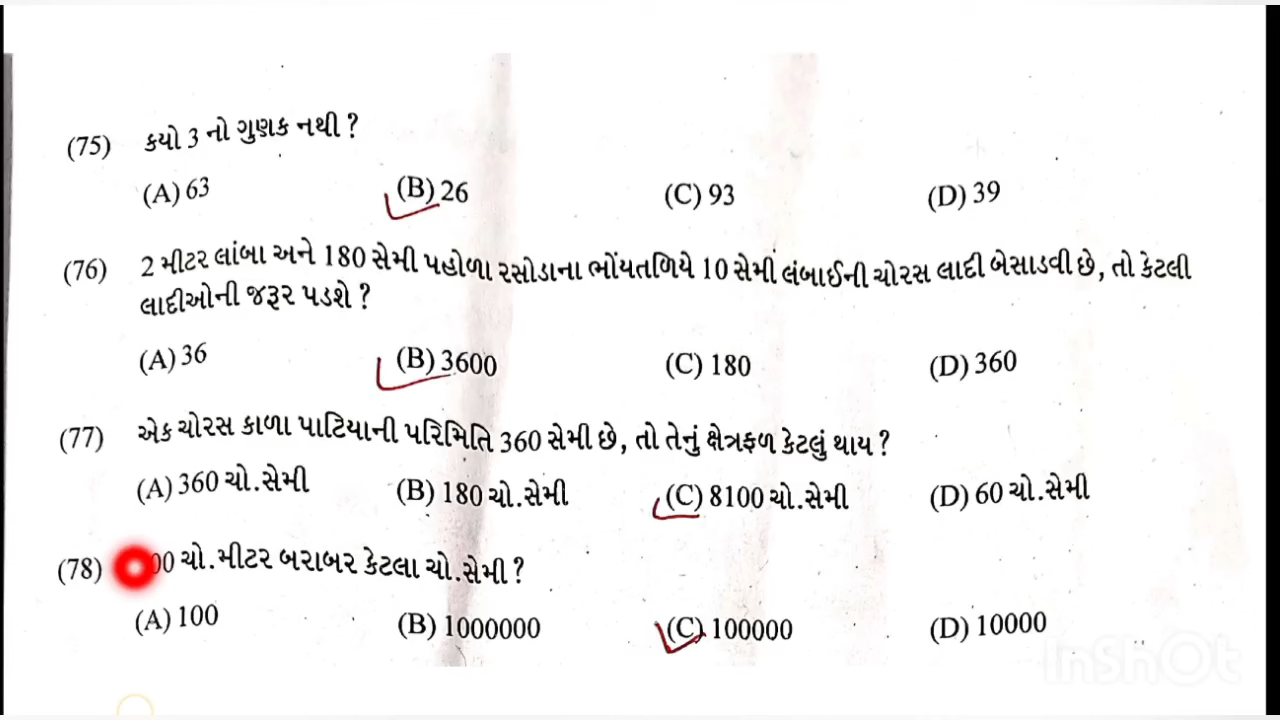 (75) કયો 3 નો ગુણક નથી ?
(A) 63 (B) 26 (C) 93 (D) 39
(76) 2 મીટર લાંબા અને 180 સેમી પહોળા રસોડાના ભોંયતળિયે 10 સેમી લંબાઈની ચોરસ લાદી બેસાડવી છે, તો કેટલી
લાદીઓની જરૂર પડશે ?
(A) 36 (B) 3600 (C) 180 (D) 360
(77) એક ચોરસ કાળા પાટિયાની પરિમિતિ 360 સેમી છે, તો તેનું ક્ષેત્રફળ કેટલું થાય ?
(A) 360 ચો.સેમી (B) 180 ચો.સેમી (C) 8100 ચો.સેમી (D) 60 ચો.સેમી
(78) ચો.મીટર બરાબર કેટલા ચો.સેમી ?
(A) 100 (B) 1000000 (C) 100000 (D) 10000
InShOt